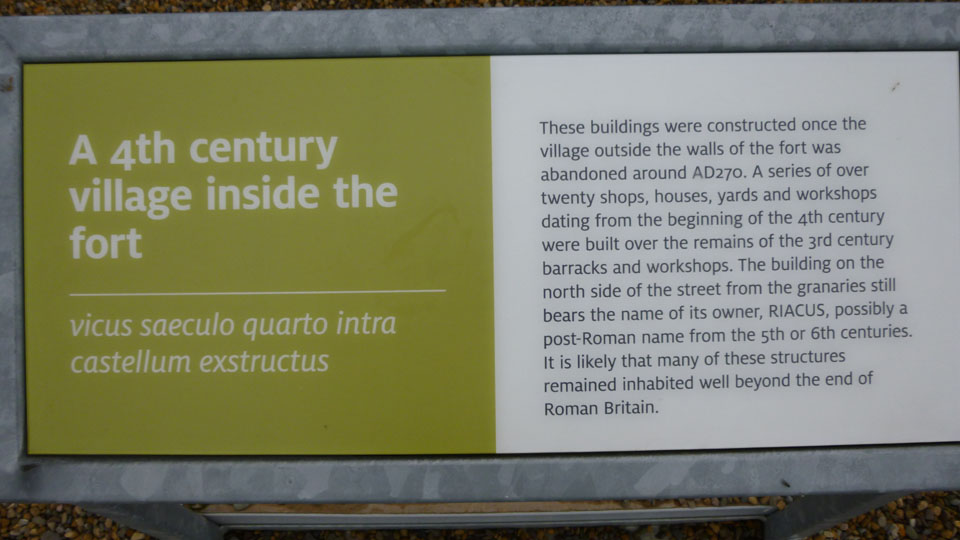 A 4th century
village inside the
fort
vicus saeculo quarto intra
castellum exstructus
These buildings were constructed once the
village outside the walls of the fort was
abandoned around AD270. A series of over
twenty shops, houses, yards and workshops
dating from the beginning of the 4th century
were built over the remains of the 3rd century
barracks and workshops. The building on the
north side of the street from the granaries still
bears the name of its owner, RIACUS, possibly a
post-Roman name from the 5th or 6th centuries.
It is likely that many of these structures
remained inhabited well beyond the end of
Roman Britain.